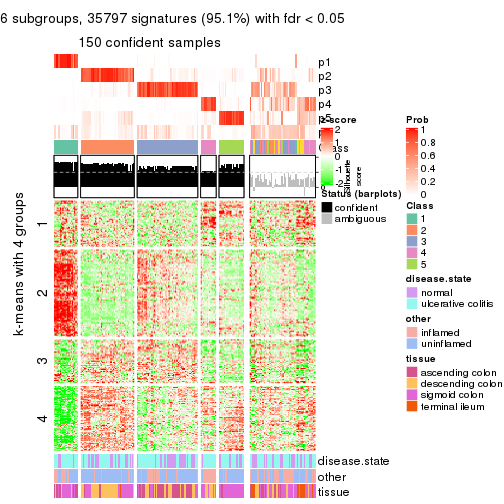 6 subgroups, 35797 signatures (95.1%) with fdr < 0.05
150 confident samples
p1
p2
p3
p4
z-score
2
1
0
-1
-2
Silhouette
score
k-means with 4 groups
1
2
3
4
Status (barplots)
confident
ambiguous
disease.state
other
tissue
Prob
1
0.8
0.6
0.4
0.2
0
Class
1
2
3
4
5
disease.state
normal
ulcerative colitis
other
inflamed
uninflamed
tissue
ascending colon
descending colon
sigmoid colon
terminal ileum